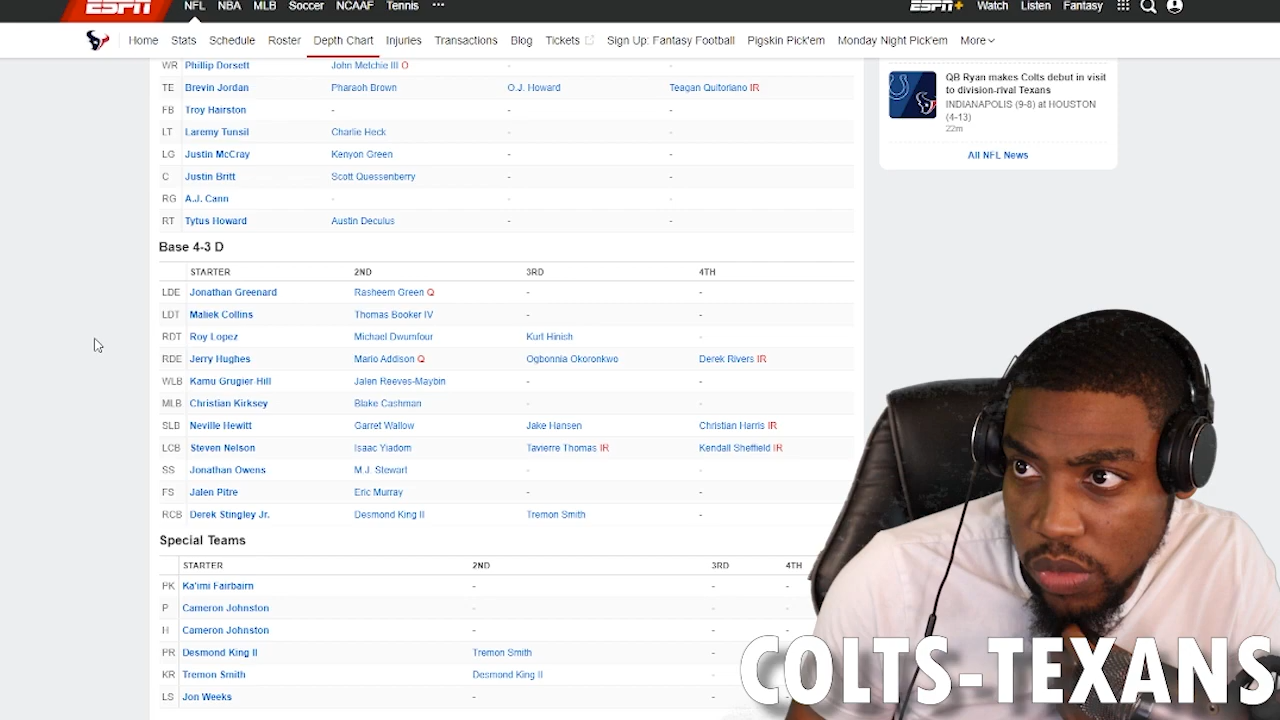 ESPN NFL NBA MLB Soccer NCAAF Tennis ... ESPN+ Watch Listen Fantasy
Home Stats Schedule Roster Depth Chart Injuries Transactions Blog Tickets Sign Up: Fantasy Football Pigskin Pick'em Monday Night Pick'em More
WR Phillip Dorsett John Metchie III O - -
TE Brevin Jordan Pharaoh Brown O.J. Howard Teagan Quitoriano IR
FB Troy Hairston - - -
LT Laremy Tunsil Charlie Heck - -
LG Justin McCray Kenyon Green - -
C Justin Britt Scott Quessenberry - -
RG A.J. Cann - - -
RT Tytus Howard Austin Deculus - -
QB Ryan makes Colts debut in visit
to division-rival Texans
INDIANAPOLIS (9-8) at HOUSTON
(4-13)
22m
All NFL News
Base 4-3 D
STARTER 2ND 3RD 4TH
LDE Jonathan Greenard Rasheem Green Q - -
LDT Maliek Collins Thomas Booker IV - -
RDT Roy Lopez Michael Dwumfour Kurt Hinish -
RDE Jerry Hughes Mario Addison Q Ogbonnia Okoronkwo Derek Rivers IR
WLB Kamu Grugier Hill Jalen Reeves-Maybin - -
MLB Christian Kirksey Blake Cashman - -
SLB Neville Hewitt Garret Wallow Jake Hansen Christian Harris IR
LCB Steven Nelson Isaac Yiadom Tavierre Thomas IR Kendall Sheffield IR
SS Jonathan Owens M.J. Stewart - -
FS Jalen Pitre Eric Murray - -
RCB Derek Stingley Jr. Desmond King II Tremon Smith -
Special Teams
STARTER 2ND 3RD 4TH
PK Ka'imi Fairbairn - - -
P Cameron Johnston - - -
H Cameron Johnston - - -
PR Desmond King II Tremon Smith -
KR Tremon Smith Desmond King II -
LS Jon Weeks - -
COLTS-TEXANS